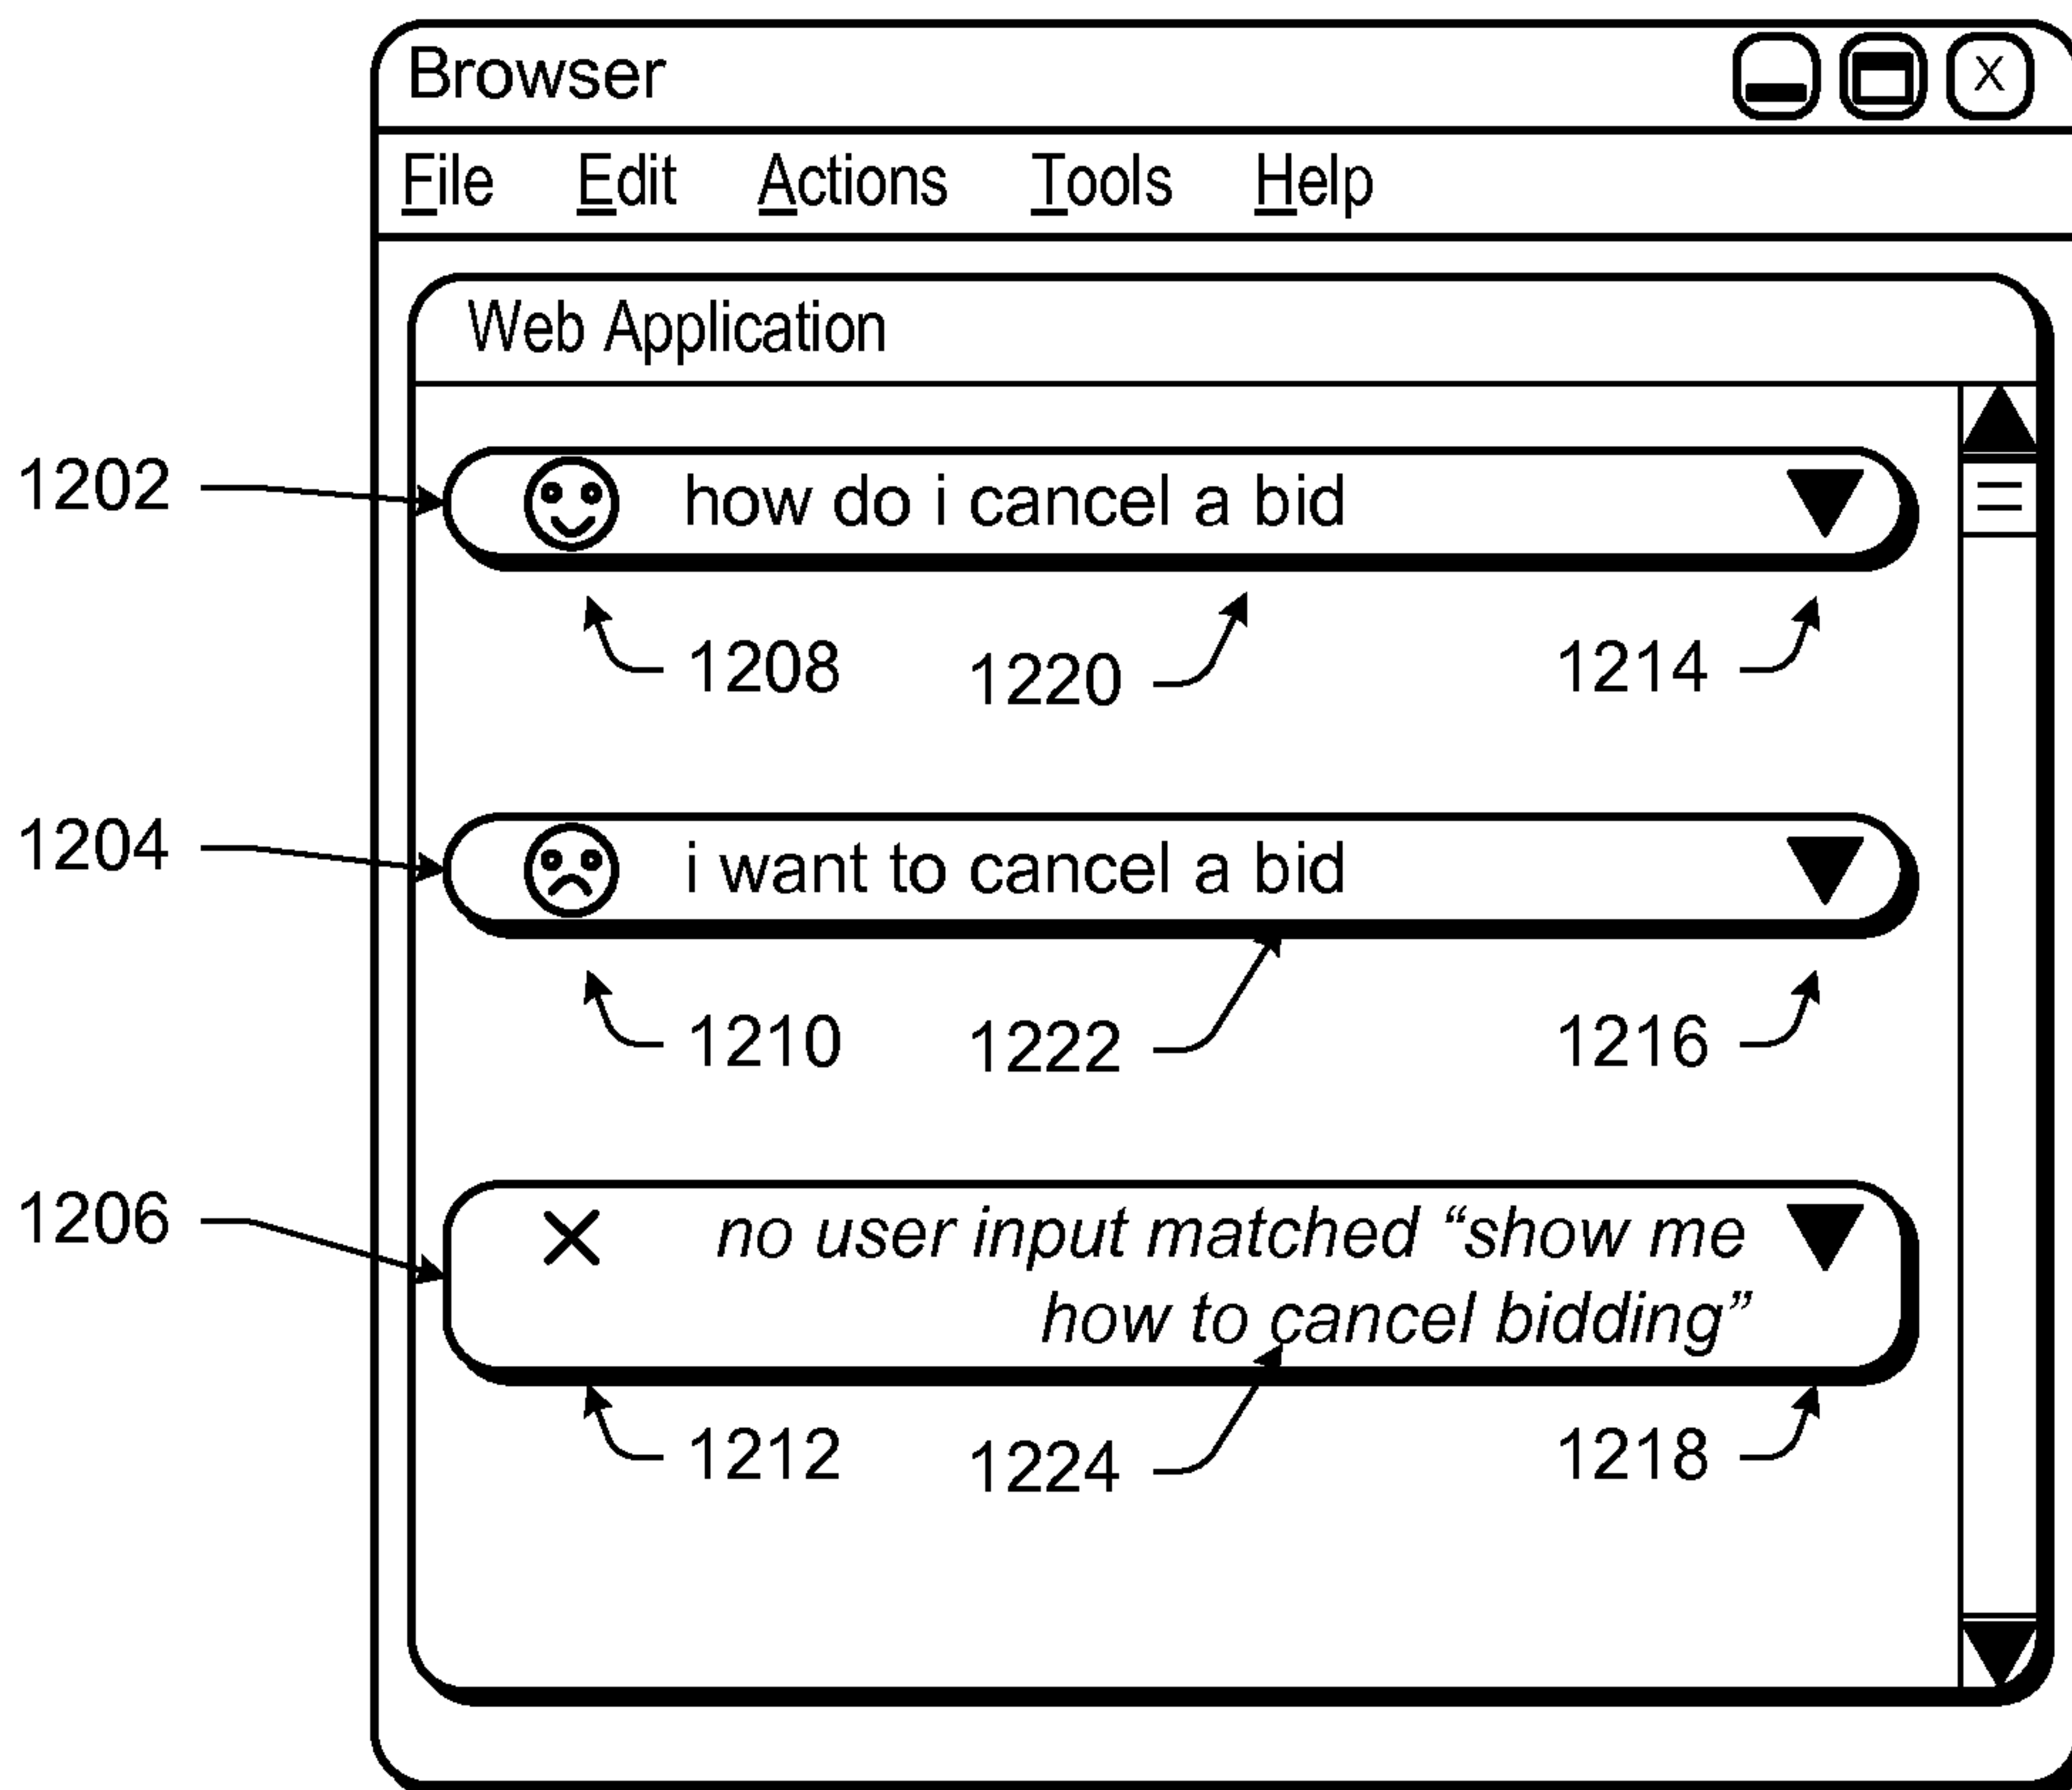 Browser X
File Edit Actions Tools Help
Web Application
1202 how do i cancel a bid
1208 1220 1214
1204 i want to cancel a bid
1210 1222 1216
1206 no user input matched “show me
how to cancel bidding”
1212 1224 1218